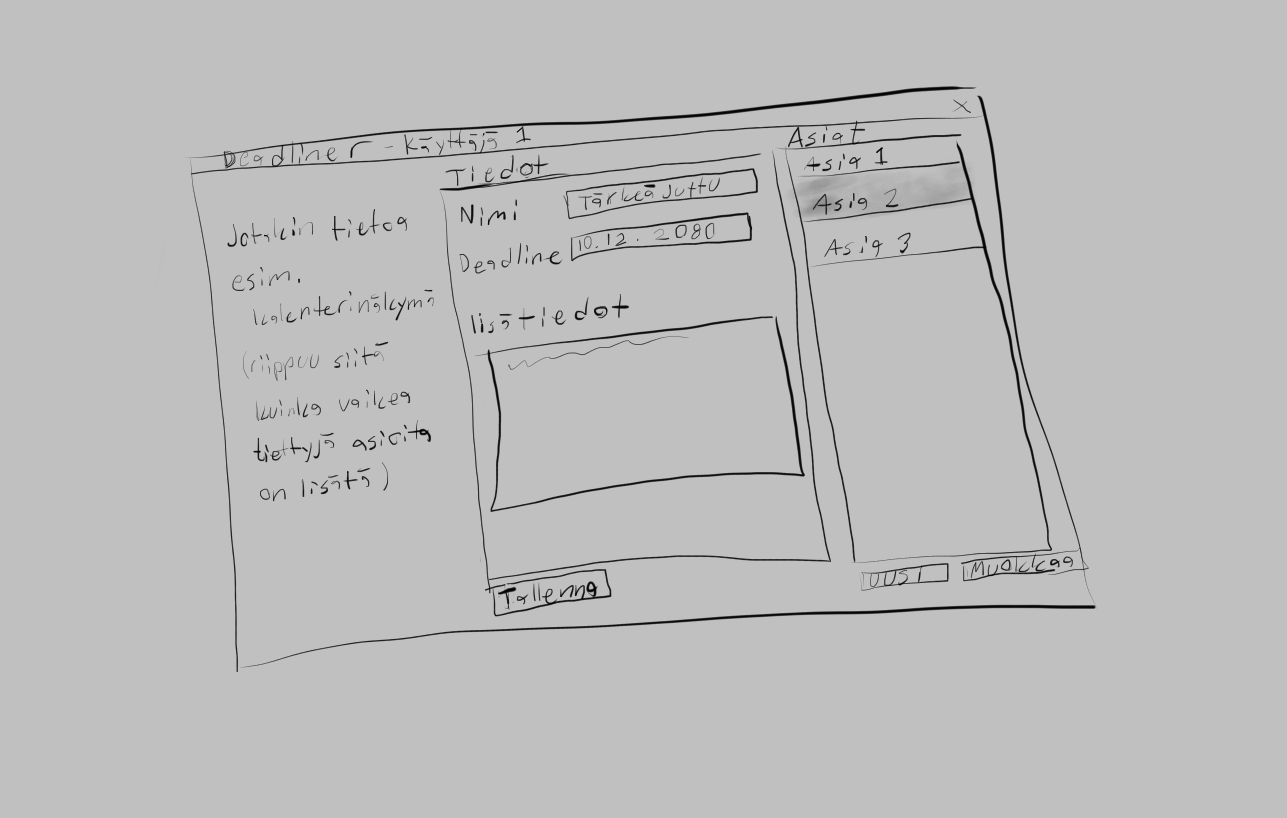 Deadliner - Käyttäjä 1
X
Jotakin tietoa
esim.
kalenterinäkymä
(riippuu siitä
kuinka vaikea
tiettyjä asioita
on lisätä)
Tiedot
Nimi
Tärkeä Juttu
Deadline
10.12.2080
lisätiedot
Tallenna
Asiat
Asia 1
Asia 2
Asia 3
UUSI
Muokkaa